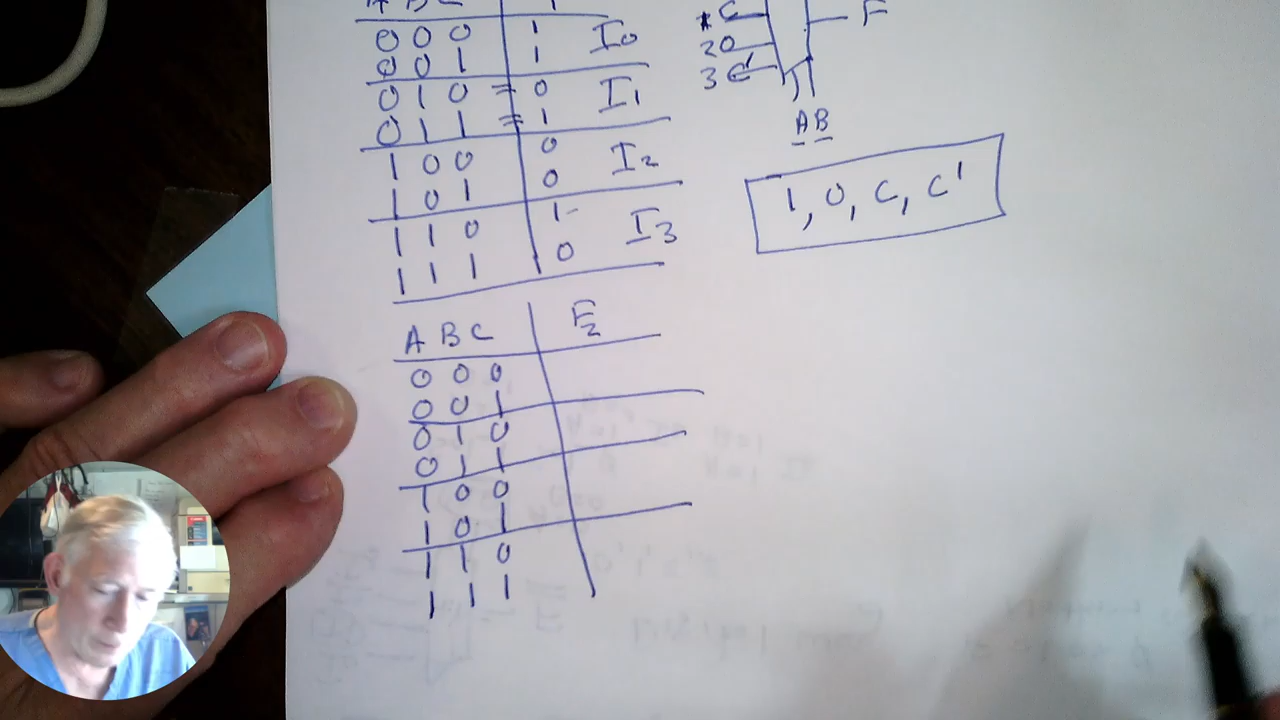 A B C
0 0 0 1 I0
0 0 1 1
0 1 0 = 0 I1
0 1 1 = 1
1 0 0 0 I2
1 0 1 0
1 1 0 1 I3
1 1 1 0
C F
2 0
3 C'
A B
1, 0, C, C'
A B C F2
0 0 0
0 0 1
0 1 0
0 1 1
1 0 0
1 0 1
1 1 0
1 1 1